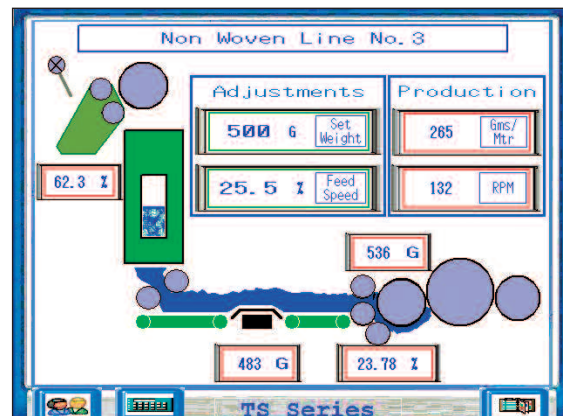 Non Woven Line No.3
Adjustments
Production
500 G Set Weight
265 Gms/Mtr
25.5 % Feed Speed
132 RPM
62.3 %
536 G
483 G
23.78 %
TS Series